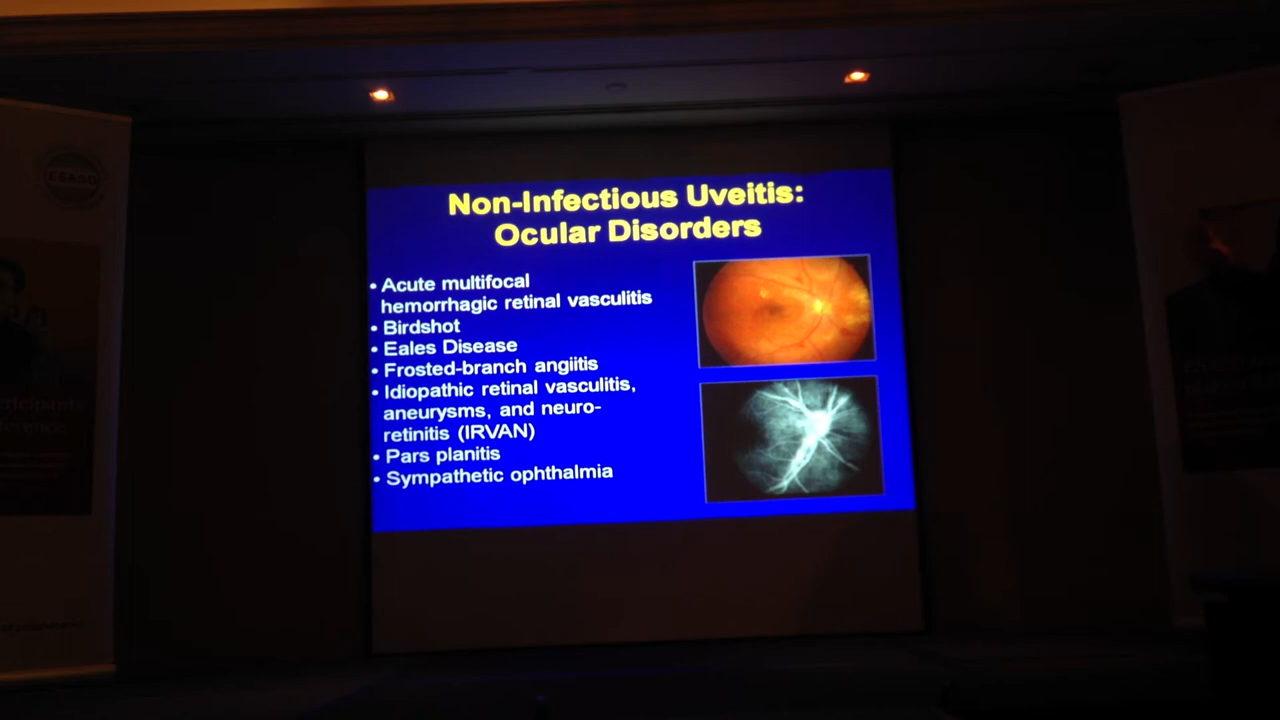 Non-Infectious Uveitis:
Ocular Disorders
• Acute multifocal
hemorrhagic retinal vasculitis
• Birdshot
• Eales Disease
• Frosted-branch angiitis
• Idiopathic retinal vasculitis,
aneurysms, and neuro-
retinitis (IRVAN)
• Pars planitis
• Sympathetic ophthalmia